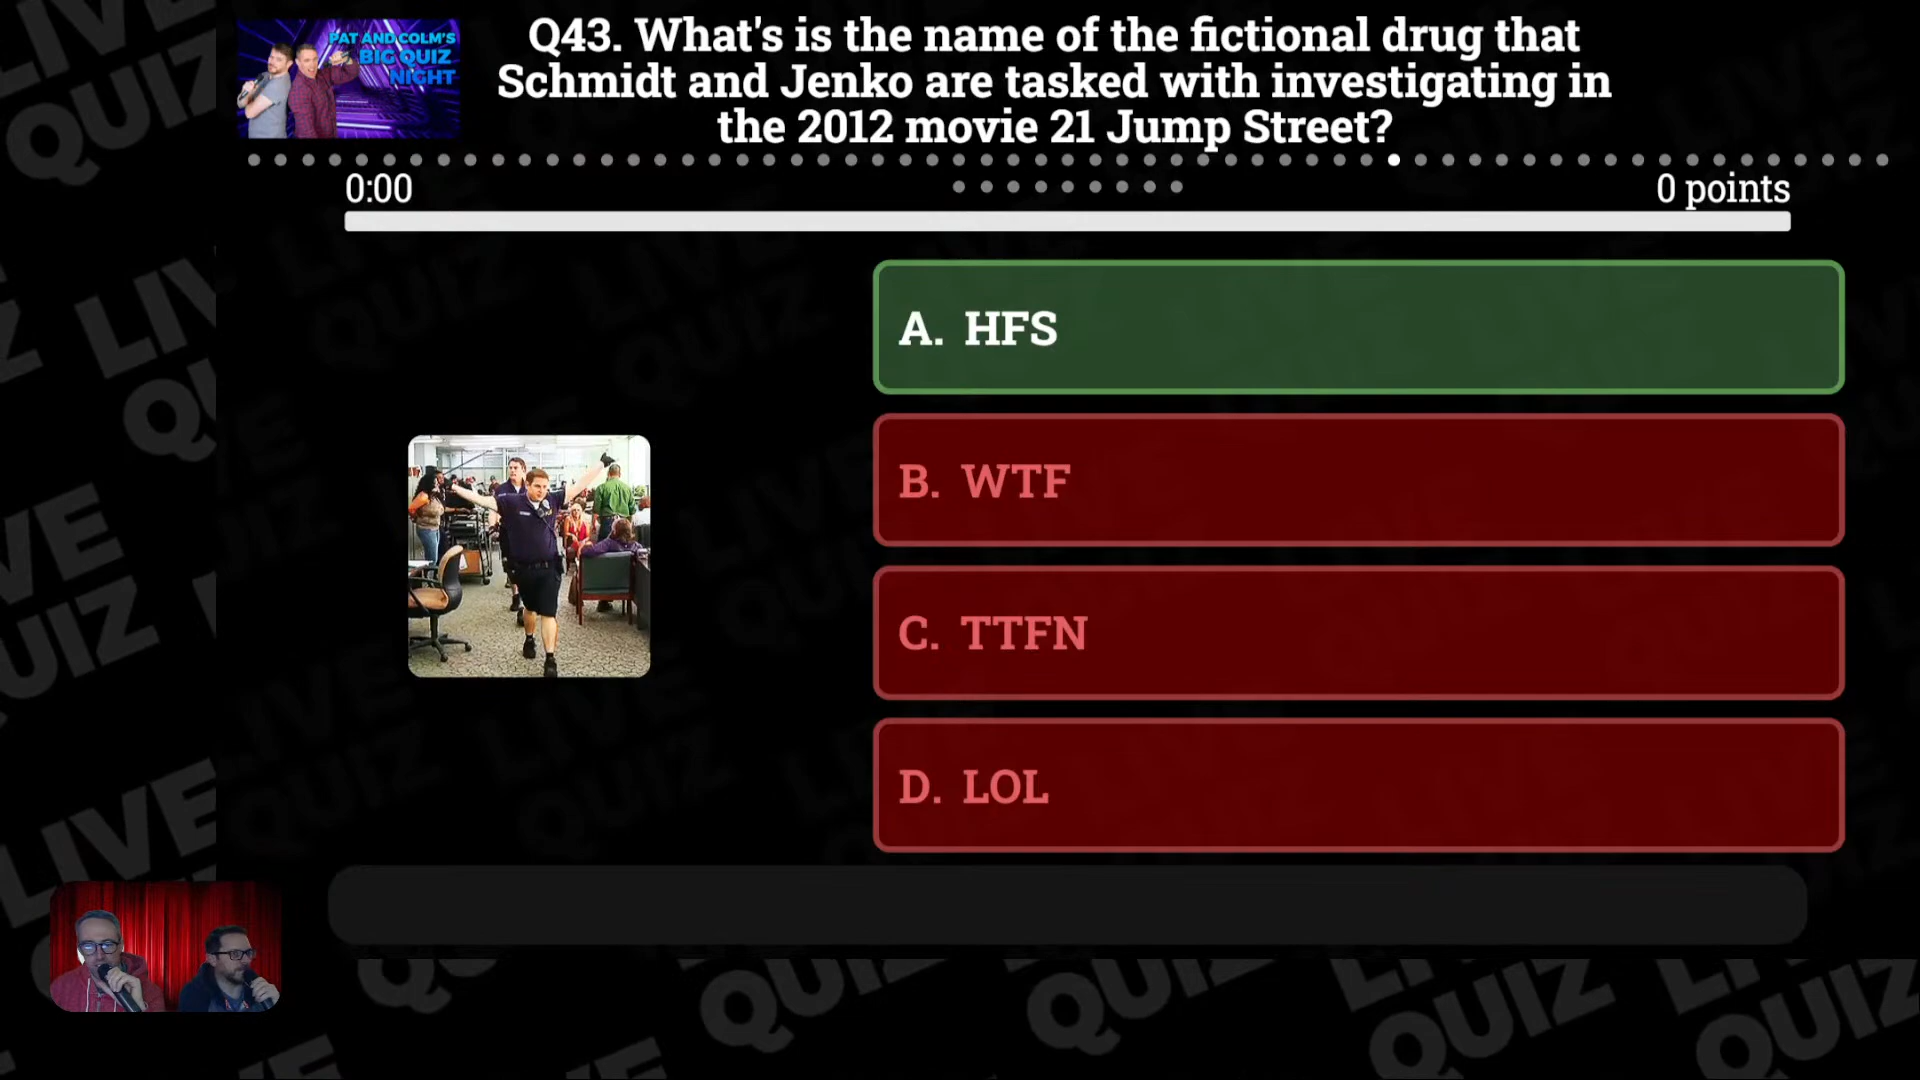 PAT AND COLM'S
BIG QUIZ
NIGHT
Q43. What's is the name of the fictional drug that
Schmidt and Jenko are tasked with investigating in
the 2012 movie 21 Jump Street?
0:00
0 points
A. HFS
B. WTF
C. TTFN
D. LOL
LIVE
QUIZ